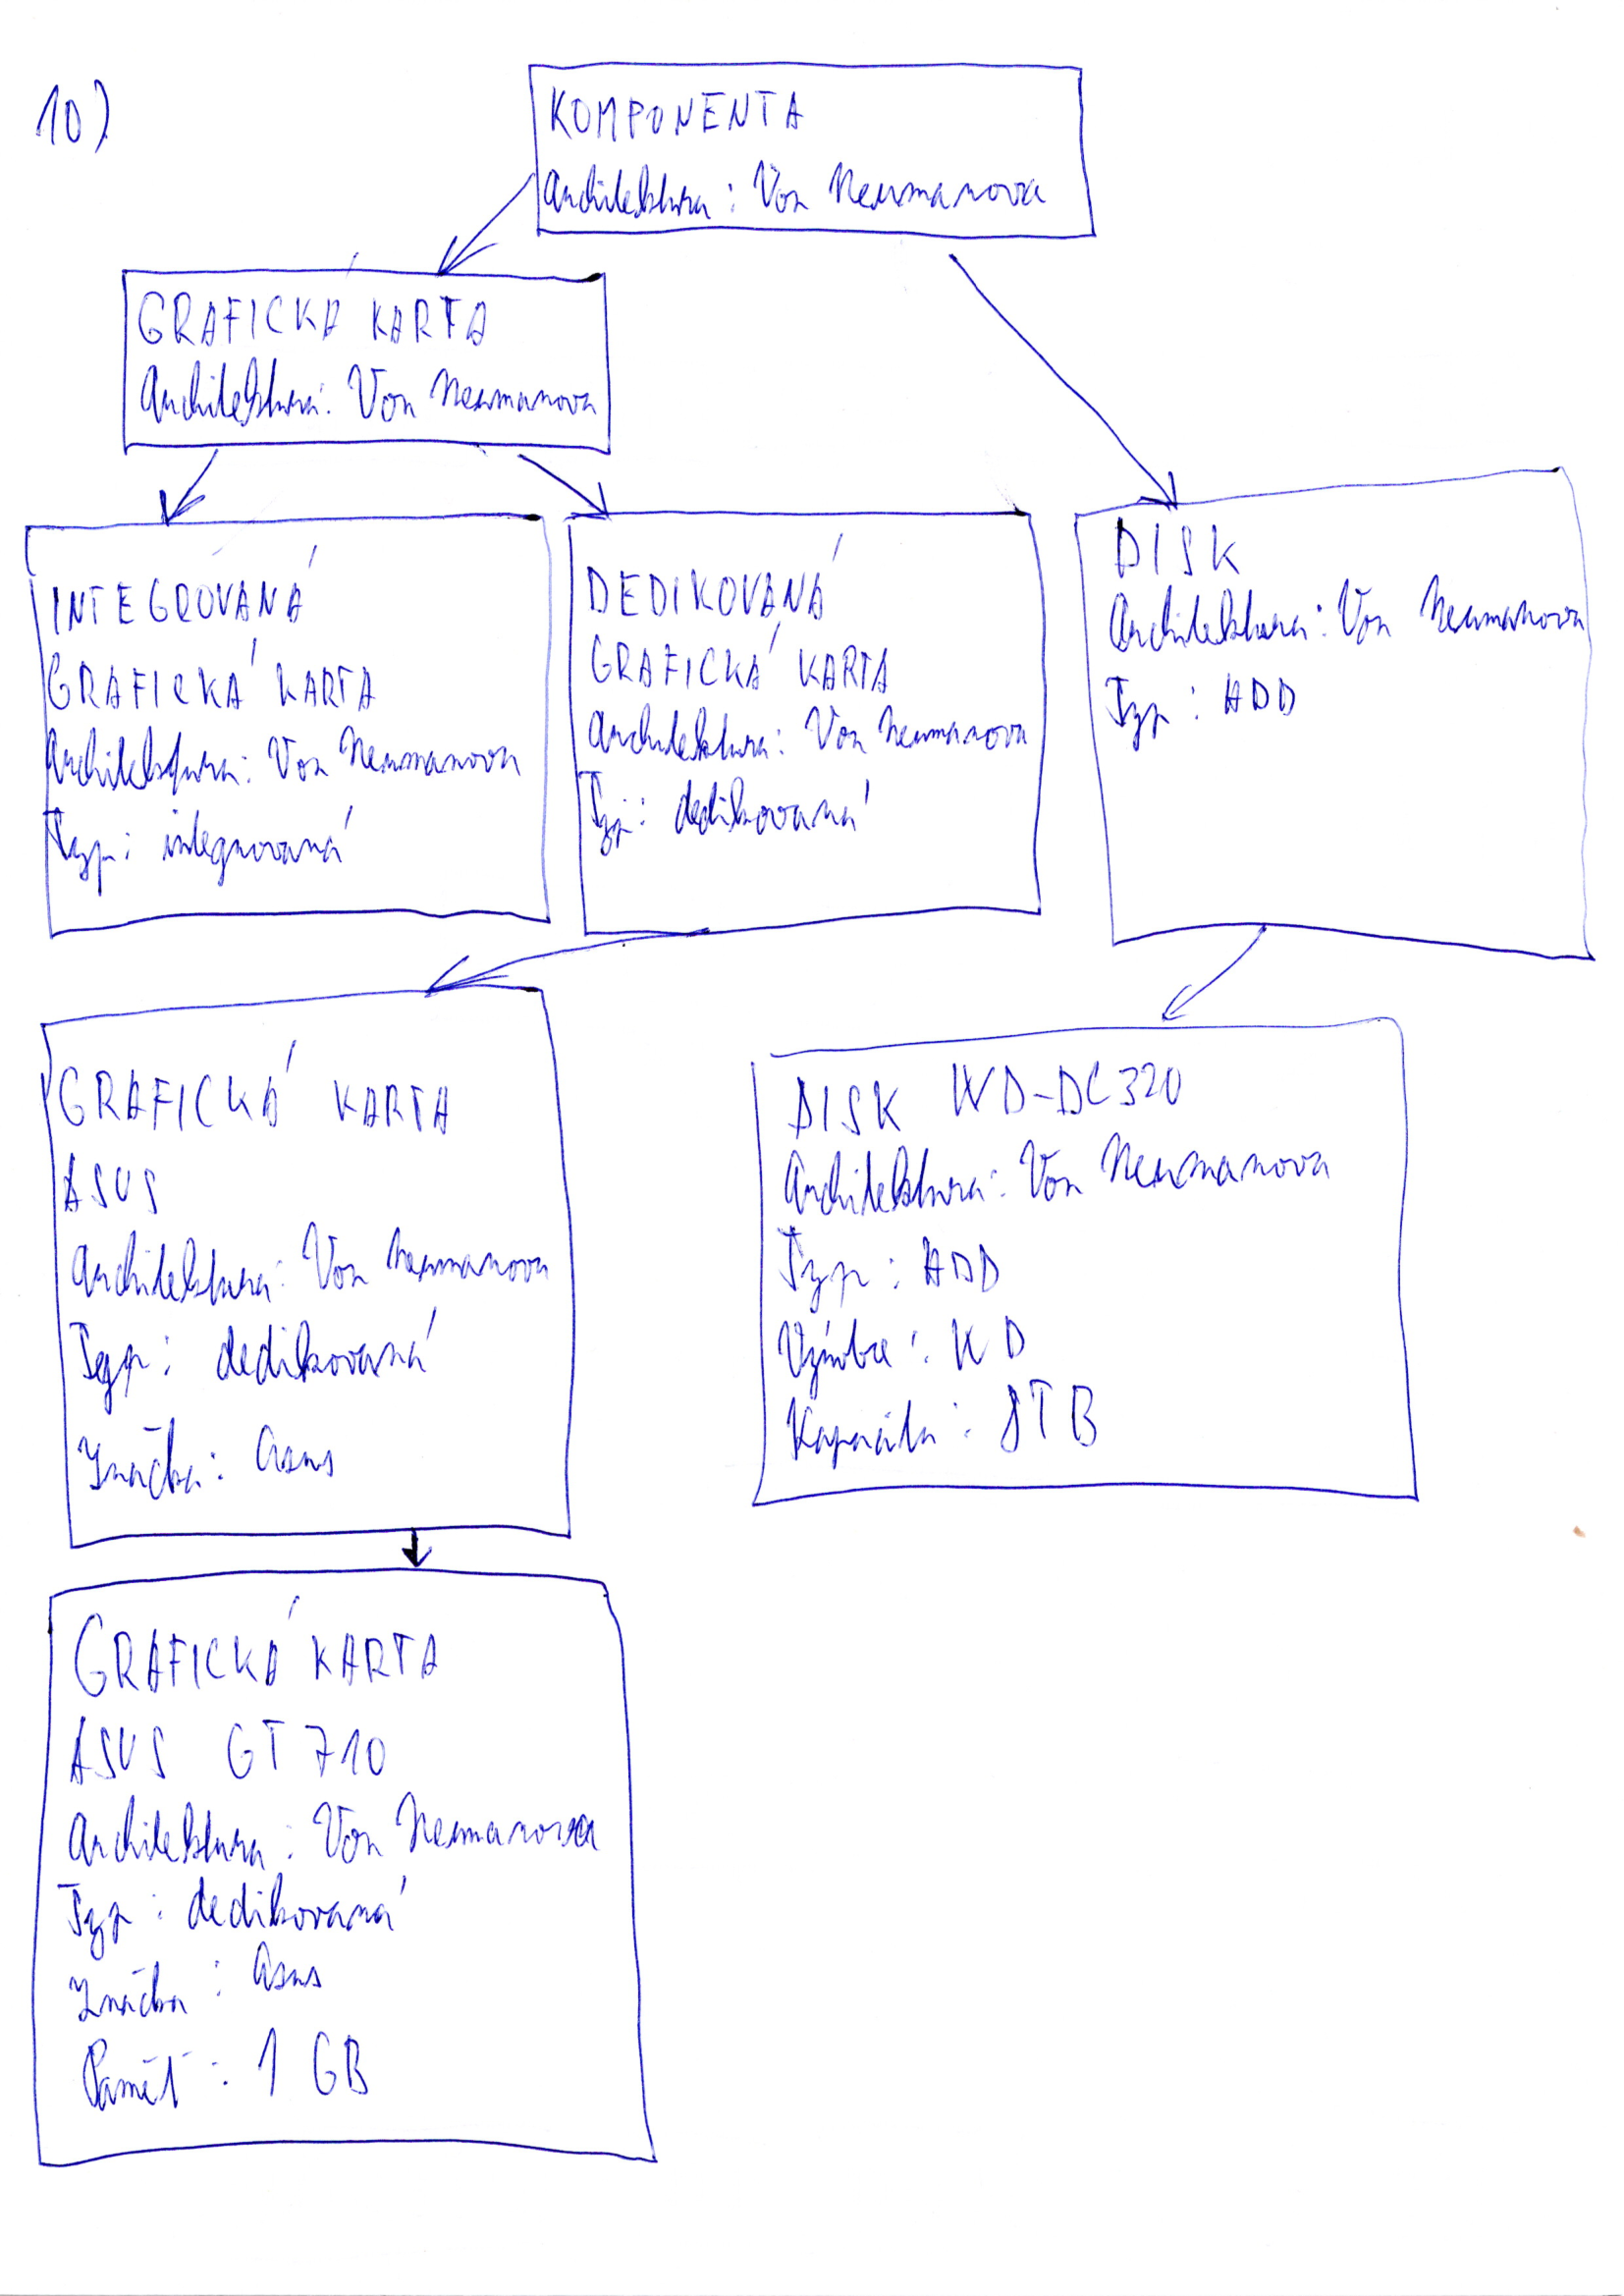 10)
KOMPONENTA
Architektura : Von Neumanova
GRAFICKÁ KARTA
Architektura: Von Neumanova
INTEGROVANÁ
GRAFICKÁ KARTA
Architektura: Von Neumanova
Typ: integrovaná
DEDIKOVANÁ
GRAFICKÁ KARTA
Architektura: Von Neumanova
Typ: dedikovaná
DISK
Architektura: Von Neumanova
Typ : HDD
GRAFICKÁ KARTA
ASUS
Architektura: Von Neumanova
Typ: dedikovaná
Značka: Asus
DISK WD-DC320
Architektura: Von Neumanova
Typ : HDD
Výrobce : WD
Kapacita : 8TB
GRAFICKÁ KARTA
ASUS GT 710
Architektura : Von Neumanova
Typ : dedikovaná
Značka : Asus
Paměť : 1 GB